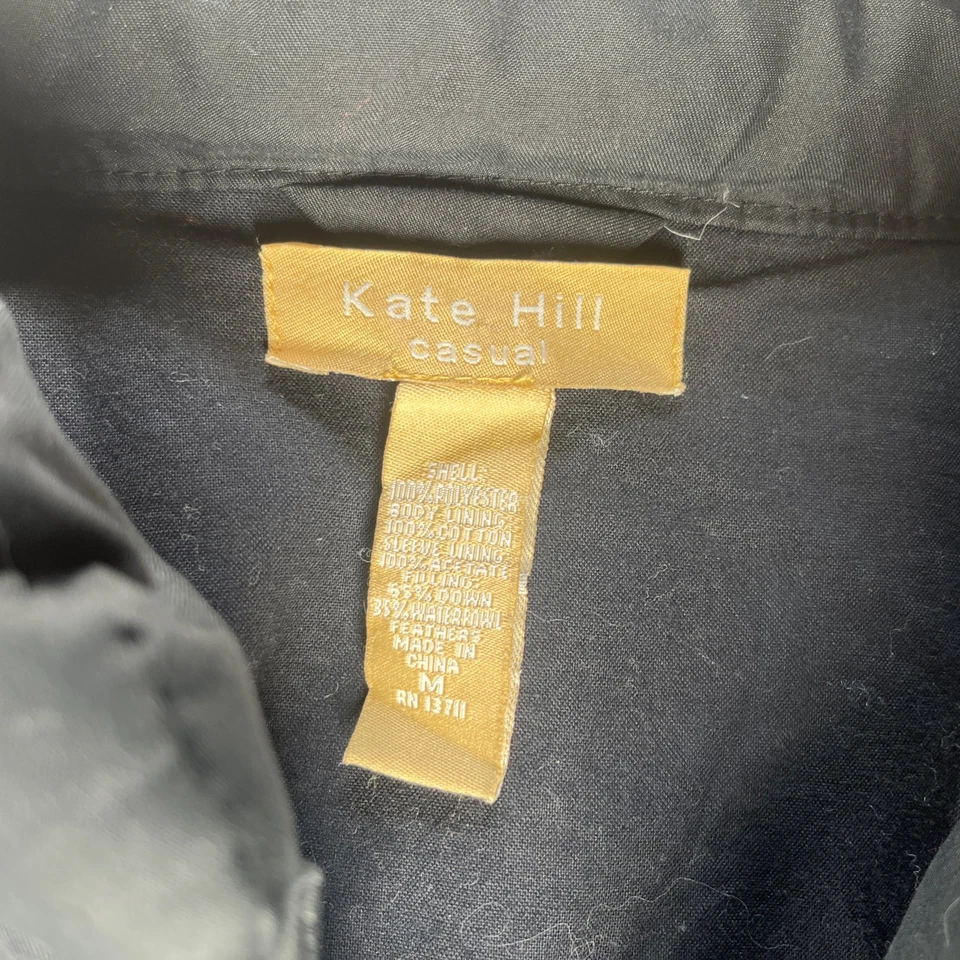 Kate Hill
casual
SHELL:
100% POLYESTER
BODY LINING:
100% COTTON
SLEEVE LINING:
100% ACETATE
FILLING:
65% DOWN
35% WATERFOWL
FEATHERS
MADE IN
CHINA
M
RN 13711